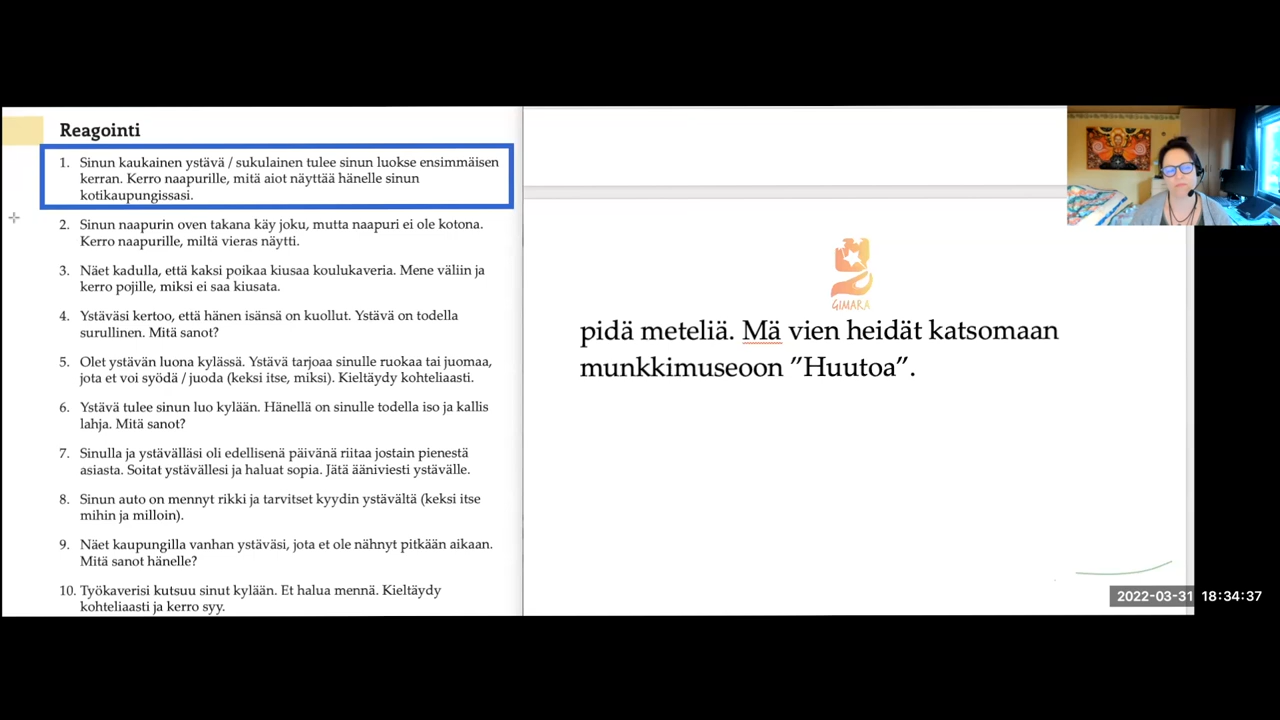 Reagointi
1. Sinun kaukainen ystävä / sukulainen tulee sinun luokse ensimmäisen
kerran. Kerro naapurille, mitä aiot näyttää hänelle sinun
kotikaupungissasi.
2. Sinun naapurin oven takana käy joku, mutta naapuri ei ole kotona.
Kerro naapurille, miltä vieras näytti.
3. Näet kadulla, että kaksi poikaa kiusaa koulukaveria. Mene väliin ja
kerro pojille, miksi ei saa kiusata.
4. Ystäväsi kertoo, että hänen isänsä on kuollut. Ystävä on todella
surullinen. Mitä sanot?
5. Olet ystävän luona kylässä. Ystävä tarjoaa sinulle ruokaa tai juomaa,
jota et voi syödä / juoda (keksi itse, miksi). Kieltäydy kohteliaasti.
6. Ystävä tulee sinun luo kylään. Hänellä on sinulle todella iso ja kallis
lahja. Mitä sanot?
7. Sinulla ja ystävälläsi oli edellisenä päivänä riitaa jostain pienestä
asiasta. Soitat ystävällesi ja haluat sopia. Jätä ääniviesti ystävälle.
8. Sinun auto on mennyt rikki ja tarvitset kyydin ystävältä (keksi itse
mihin ja milloin).
9. Näet kaupungilla vanhan ystäväsi, jota et ole nähnyt pitkään aikaan.
Mitä sanot hänelle?
10. Työkaverisi kutsuu sinut kylään. Et halua mennä. Kieltäydy
kohteliaasti ja kerro syy.
GIMARA
pidä meteliä. Mä vien heidät katsomaan
munkkimuseoon ”Huutoa”.
2022-03-31 18:34:37